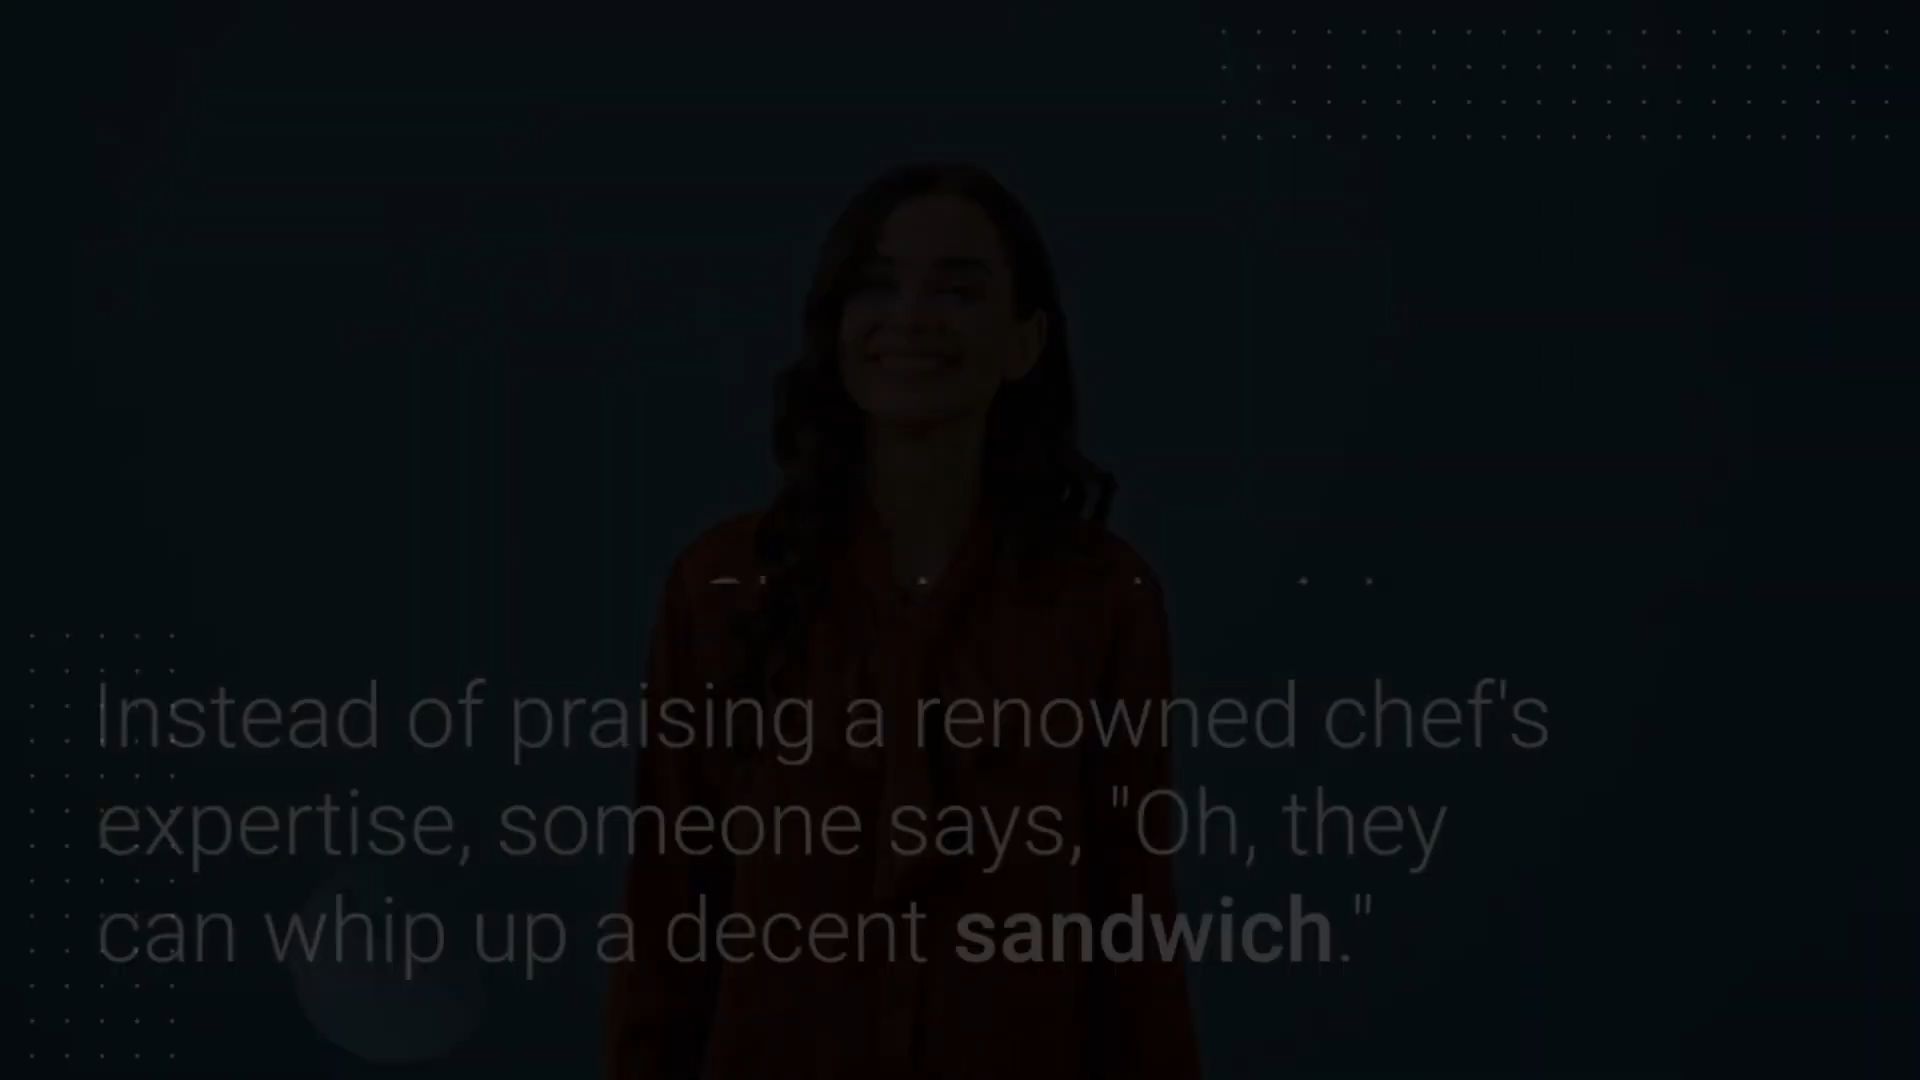 Instead of praising a renowned chef's
expertise, someone says, "Oh, they
can whip up a decent sandwich."